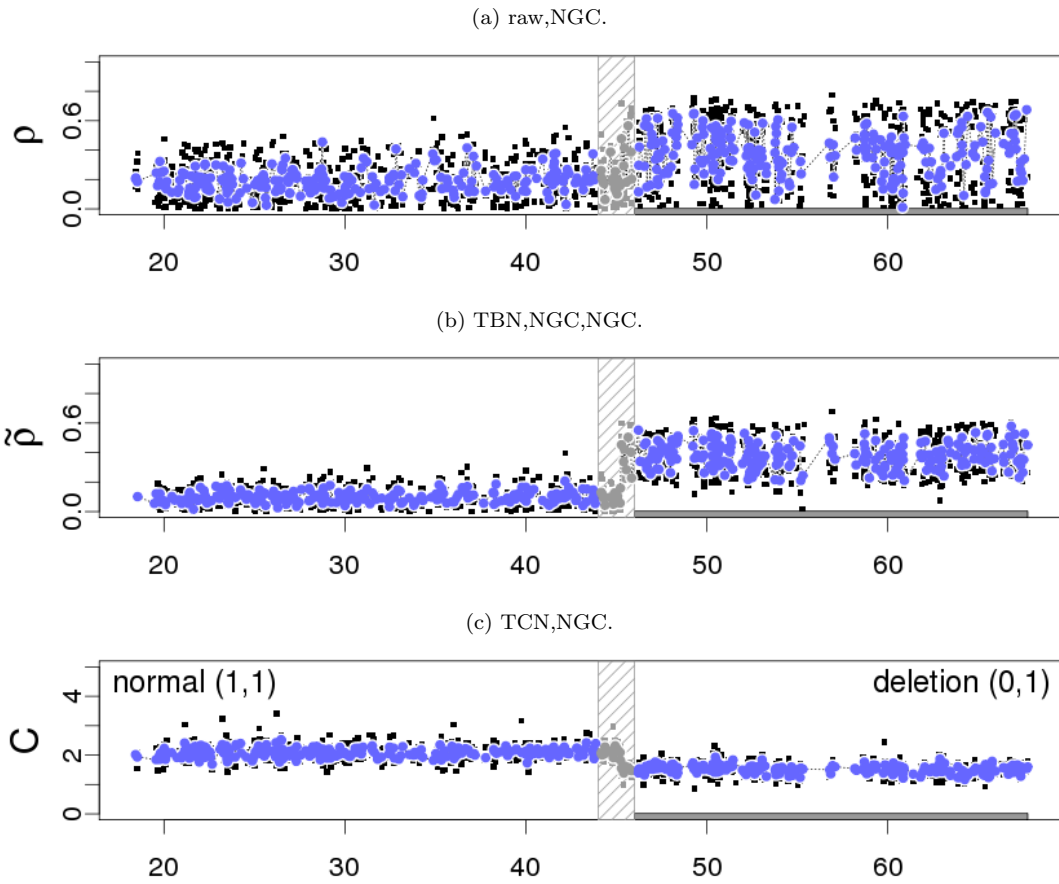 (a) raw,NGC.
ρ
0.0 0.6
20 30 40 50 60
(b) TBN,NGC,NGC.
ρ̃
0.0 0.6
20 30 40 50 60
(c) TCN,NGC.
normal (1,1) deletion (0,1)
C
0 2 4
20 30 40 50 60